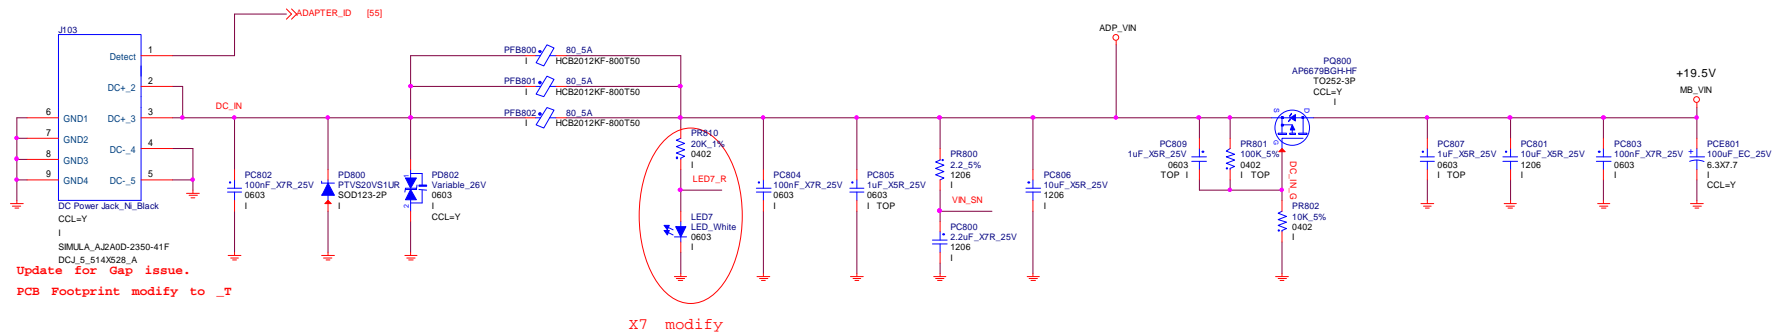 ADAPTER_ID [55]
J103
Detect 1
DC+_2 2
DC+_3 3
DC-_4 4
DC-_5 5
6 GND1
7 GND2
8 GND3
9 GND4
DC Power Jack_Ni_Black
CCL=Y
I
SIMULA_AJ2A0D-2350-41F
DCJ_5_514X528_A
Update for Gap issue.
PCB Footprint modify to _T
DC_IN
PC802
100nF_X7R_25V
0603
I
PD800
PTVS20VS1UR
SOD123-2P
I
PD802
Variable_26V
0603
I
CCL=Y
2
PFB800 80_5A
I HCB2012KF-800T50
PFB801 80_5A
I HCB2012KF-800T50
PFB802 80_5A
I HCB2012KF-800T50
PR810
20K_1%
0402
I
LED7_R
LED7
LED_White
0603
I
X7 modify
PC804
100nF_X7R_25V
0603
I
PC805
1uF_X5R_25V
0603
I TOP
PR800
2.2_5%
1206
I
VIN_SN
PC800
2.2uF_X7R_25V
1206
I
PC806
10uF_X5R_25V
1206
I
ADP_VIN
PC809
1uF_X5R_25V
0603
I TOP
PR801
100K_5%
0402
I TOP
PQ800
AP6679BGH-HF
TO252-3P
CCL=Y
I
S D
G
DC_IN_G
PR802
10K_5%
0402
I
PC807
1uF_X5R_25V
0603
I TOP
PC801
10uF_X5R_25V
1206
I
PC803
100nF_X7R_25V
0603
I
+19.5V
MB_VIN
PCE801
100uF_EC_25V
6.3X7.7
I
CCL=Y